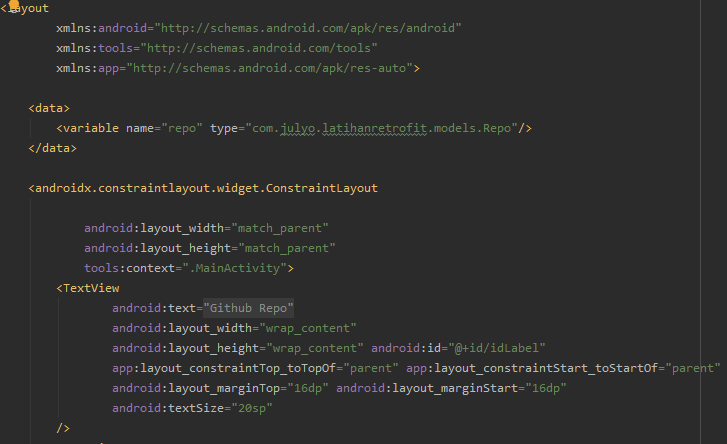 <layout
xmlns:android="http://schemas.android.com/apk/res/android"
xmlns:tools="http://schemas.android.com/tools"
xmlns:app="http://schemas.android.com/apk/res-auto">
<data>
<variable name="repo" type="com.julyo.latihanretrofit.models.Repo"/>
</data>
<androidx.constraintlayout.widget.ConstraintLayout
android:layout_width="match_parent"
android:layout_height="match_parent"
tools:context=".MainActivity">
<TextView
android:text="Github Repo"
android:layout_width="wrap_content"
android:layout_height="wrap_content" android:id="@+id/idLabel"
app:layout_constraintTop_toTopOf="parent" app:layout_constraintStart_toStartOf="parent"
android:layout_marginTop="16dp" android:layout_marginStart="16dp"
android:textSize="20sp"
/>